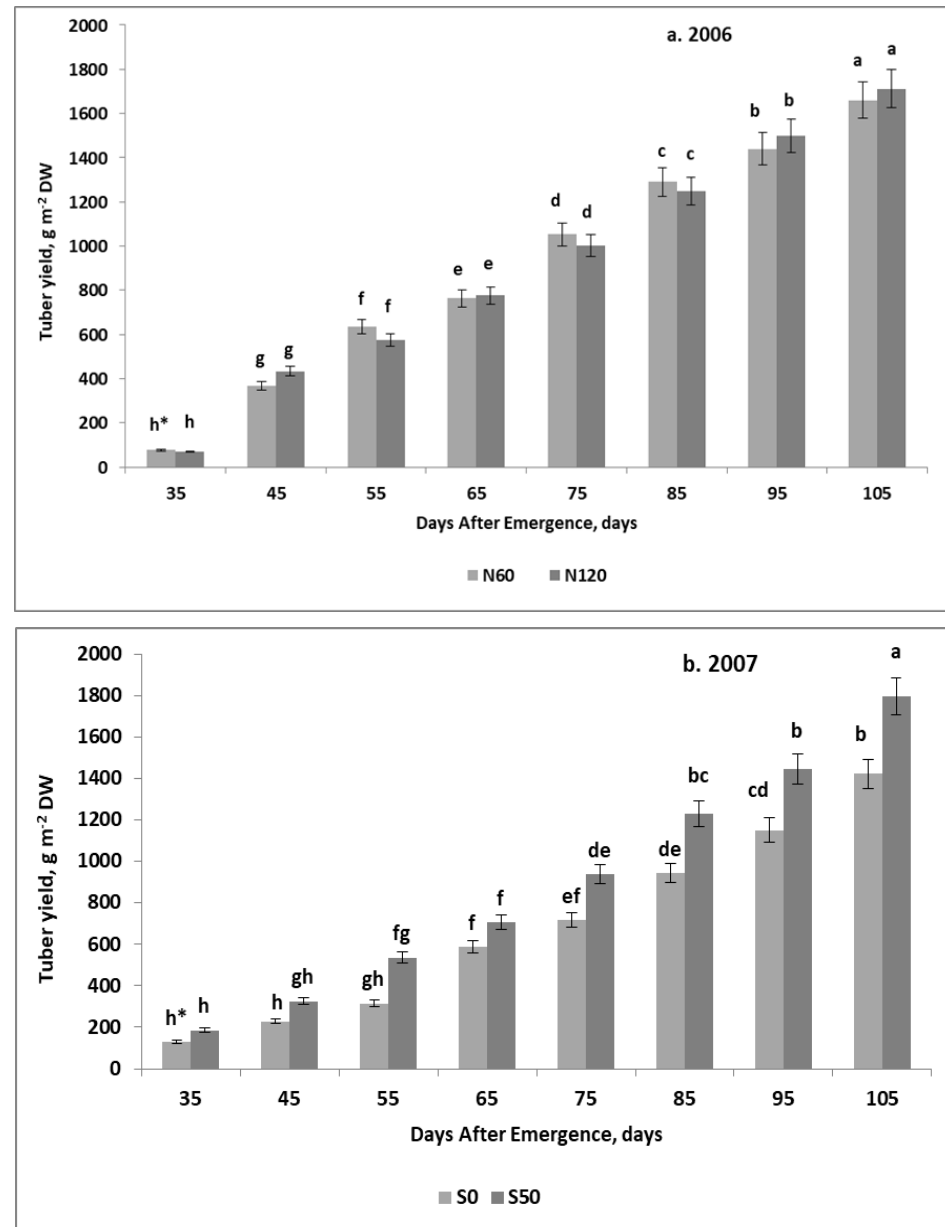 a. 2006
2000
1800
1600
1400
1200
1000
800
600
400
200
0
Tuber yield, g m⁻² DW
h* h g g f f e e d d c c b b a a
35 45 55 65 75 85 95 105
Days After Emergence, days
N60 N120
b. 2007
2000
1800
1600
1400
1200
1000
800
600
400
200
0
Tuber yield, g m⁻² DW
h* h h gh gh fg f f ef de de bc cd b b a
35 45 55 65 75 85 95 105
Days After Emergence, days
S0 S50